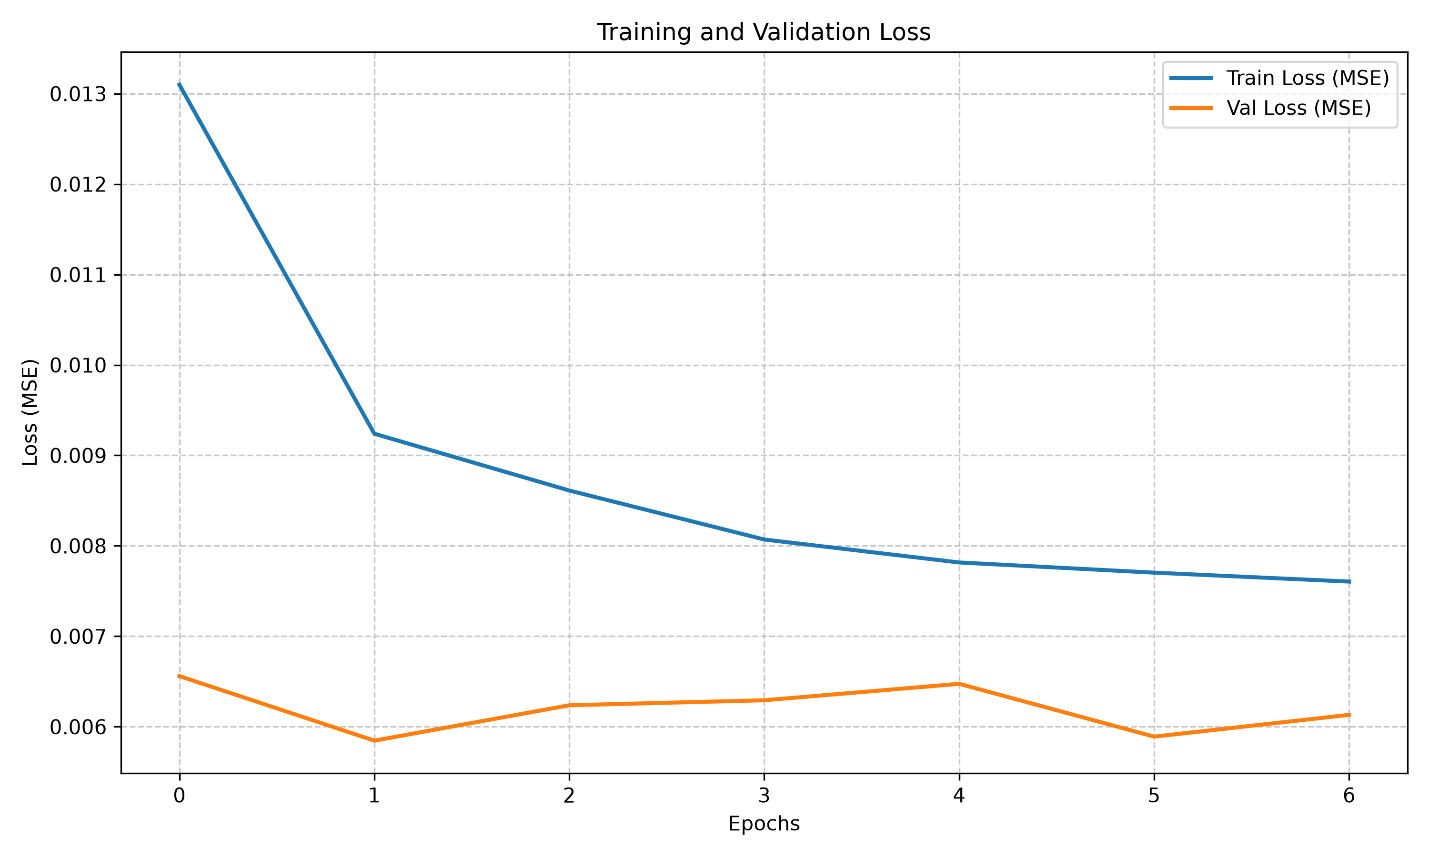 Training and Validation Loss
Train Loss (MSE)
Val Loss (MSE)
0.013
0.012
0.011
0.010
0.009
0.008
0.007
0.006
Loss (MSE)
0 1 2 3 4 5 6
Epochs